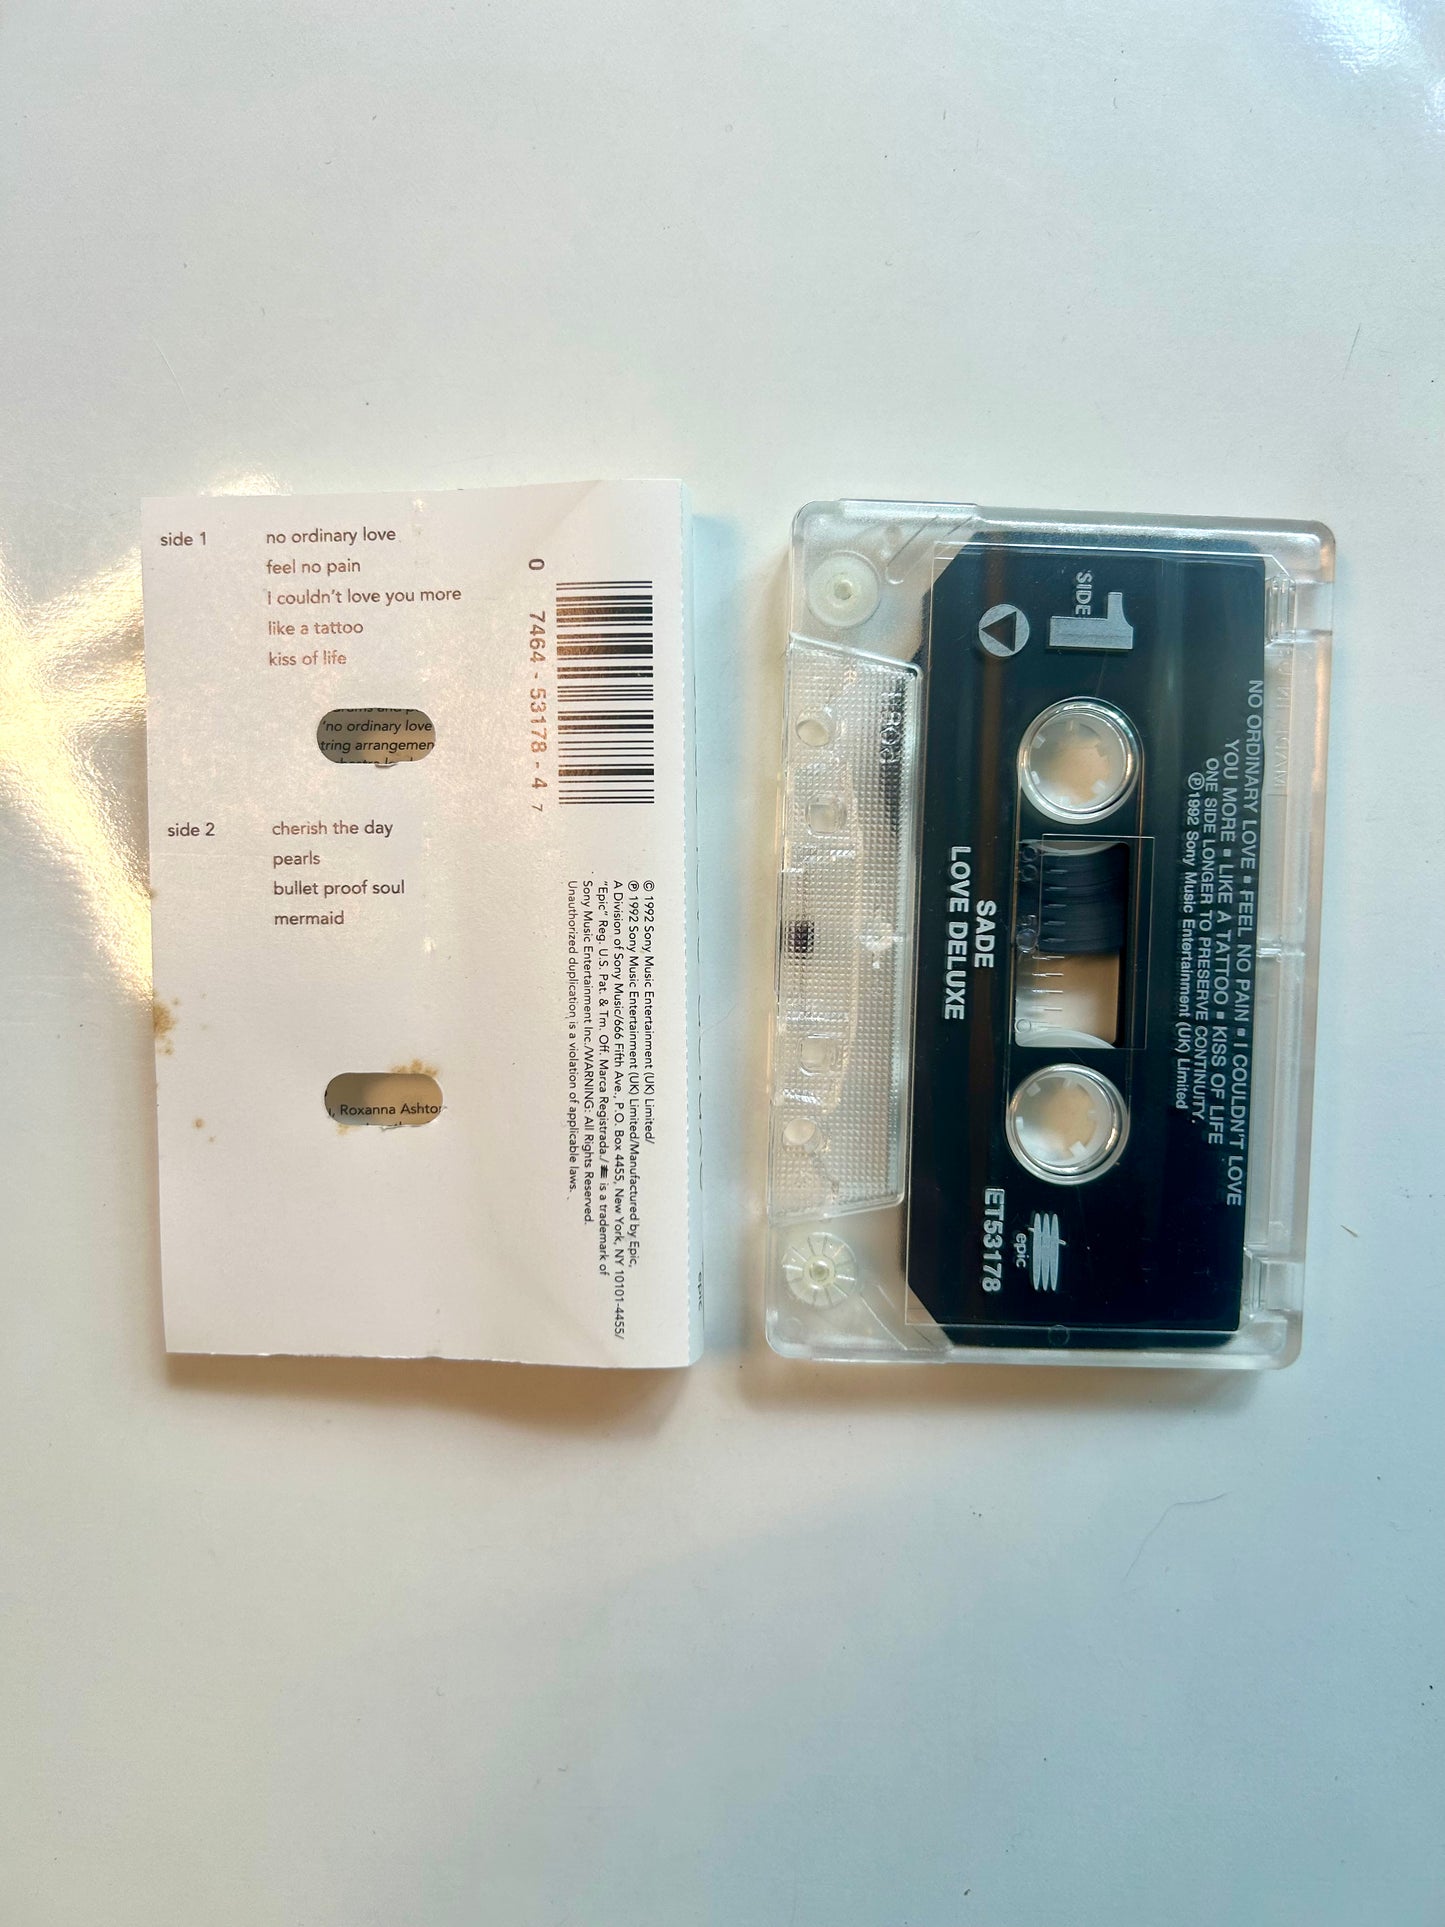 side 1
no ordinary love
feel no pain
I couldn't love you more
like a tattoo
kiss of life
'no ordinary love
tring arrangemen
side 2
cherish the day
pearls
bullet proof soul
mermaid
, Roxanna Ashto
0 7464-53178-4 7
© 1992 Sony Music Entertainment (UK) Limited/
℗ 1992 Sony Music Entertainment (UK) Limited/Manufactured by Epic,
A Division of Sony Music/666 Fifth Ave., P.O. Box 4455, New York, NY 10101-4455/
"Epic" Reg. U.S. Pat. & Tm. Off. Marca Registrada./ is a trademark of
Sony Music Entertainment Inc./WARNING: All Rights Reserved.
Unauthorized duplication is a violation of applicable laws.
epic
NO ORDINARY LOVE ▪ FEEL NO PAIN ▪ I COULDN'T LOVE
YOU MORE ▪ LIKE A TATTOO ▪ KISS OF LIFE
ONE SIDE LONGER TO PRESERVE CONTINUITY.
℗1992 Sony Music Entertainment (UK) Limited
SIDE 1
epic
ET53178
SADE
LOVE DELUXE